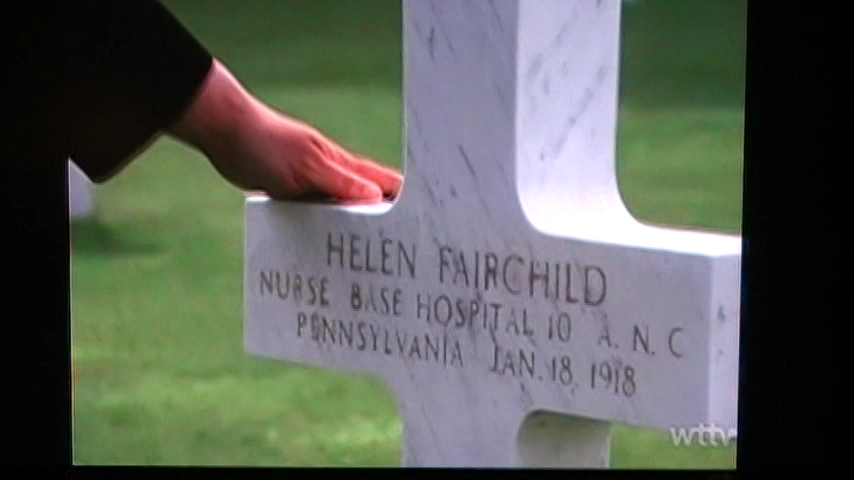 HELEN FAIRCHILD
NURSE BASE HOSPITAL 10 A. N. C
PENNSYLVANIA JAN. 18, 1918
wttw